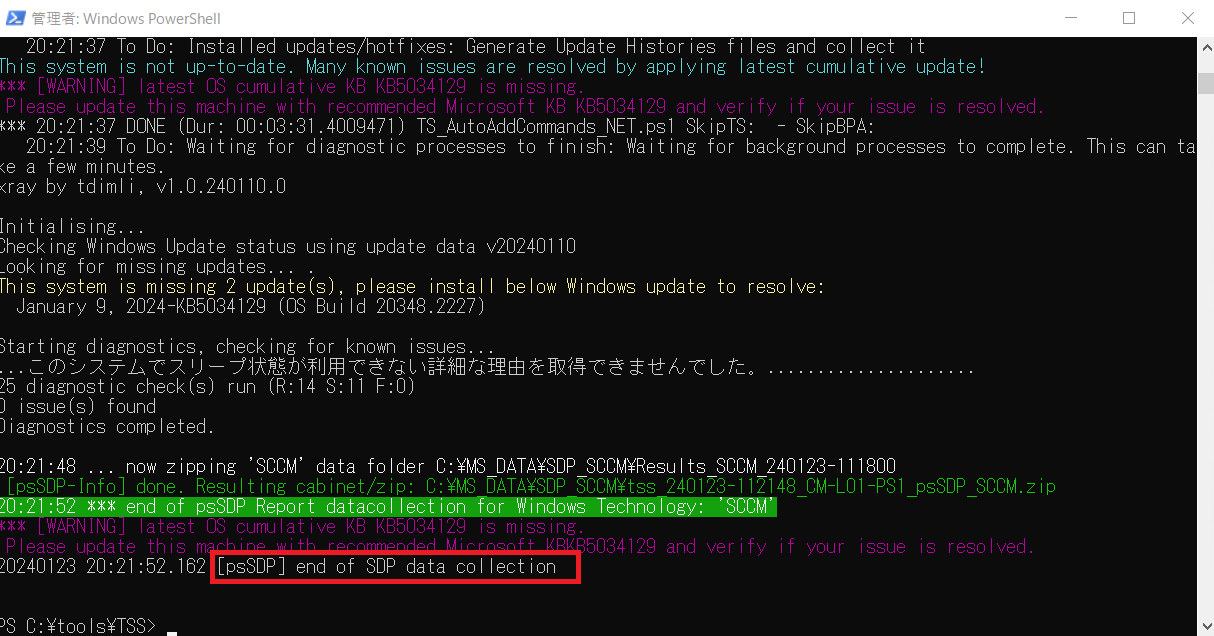 管理者: Windows PowerShell
20:21:37 To Do: Installed updates/hotfixes: Generate Update Histories files and collect it
This system is not up-to-date. Many known issues are resolved by applying latest cumulative update!
*** [WARNING] latest OS cumulative KB KB5034129 is missing.
Please update this machine with recommended Microsoft KB KB5034129 and verify if your issue is resolved.
*** 20:21:37 DONE (Dur: 00:03:31.4009471) TS_AutoAddCommands_NET.ps1 SkipTS:  - SkipBPA:
20:21:39 To Do: Waiting for diagnostic processes to finish: Waiting for background processes to complete. This can ta
ke a few minutes.
xray by tdimli, v1.0.240110.0
Initialising...
Checking Windows Update status using update data v20240110
Looking for missing updates... .
This system is missing 2 update(s), please install below Windows update to resolve:
January 9, 2024-KB5034129 (OS Build 20348.2227)
Starting diagnostics, checking for known issues...
...このシステムでスリープ状態が利用できない詳細な理由を取得できませんでした。.....................
25 diagnostic check(s) run (R:14 S:11 F:0)
0 issue(s) found
Diagnostics completed.
20:21:48 ... now zipping 'SCCM' data folder C:¥MS_DATA¥SDP_SCCM¥Results_SCCM_240123-111800
[psSDP-Info] done. Resulting cabinet/zip: C:¥MS_DATA¥SDP_SCCM¥tss_240123-112148_CM-L01-PS1_psSDP_SCCM.zip
20:21:52 *** end of psSDP Report datacollection for Windows Technology: 'SCCM'
*** [WARNING] latest OS cumulative KB KB5034129 is missing.
Please update this machine with recommended Microsoft KBKB5034129 and verify if your issue is resolved.
20240123 20:21:52.162 [psSDP] end of SDP data collection
PS C:¥tools¥TSS>